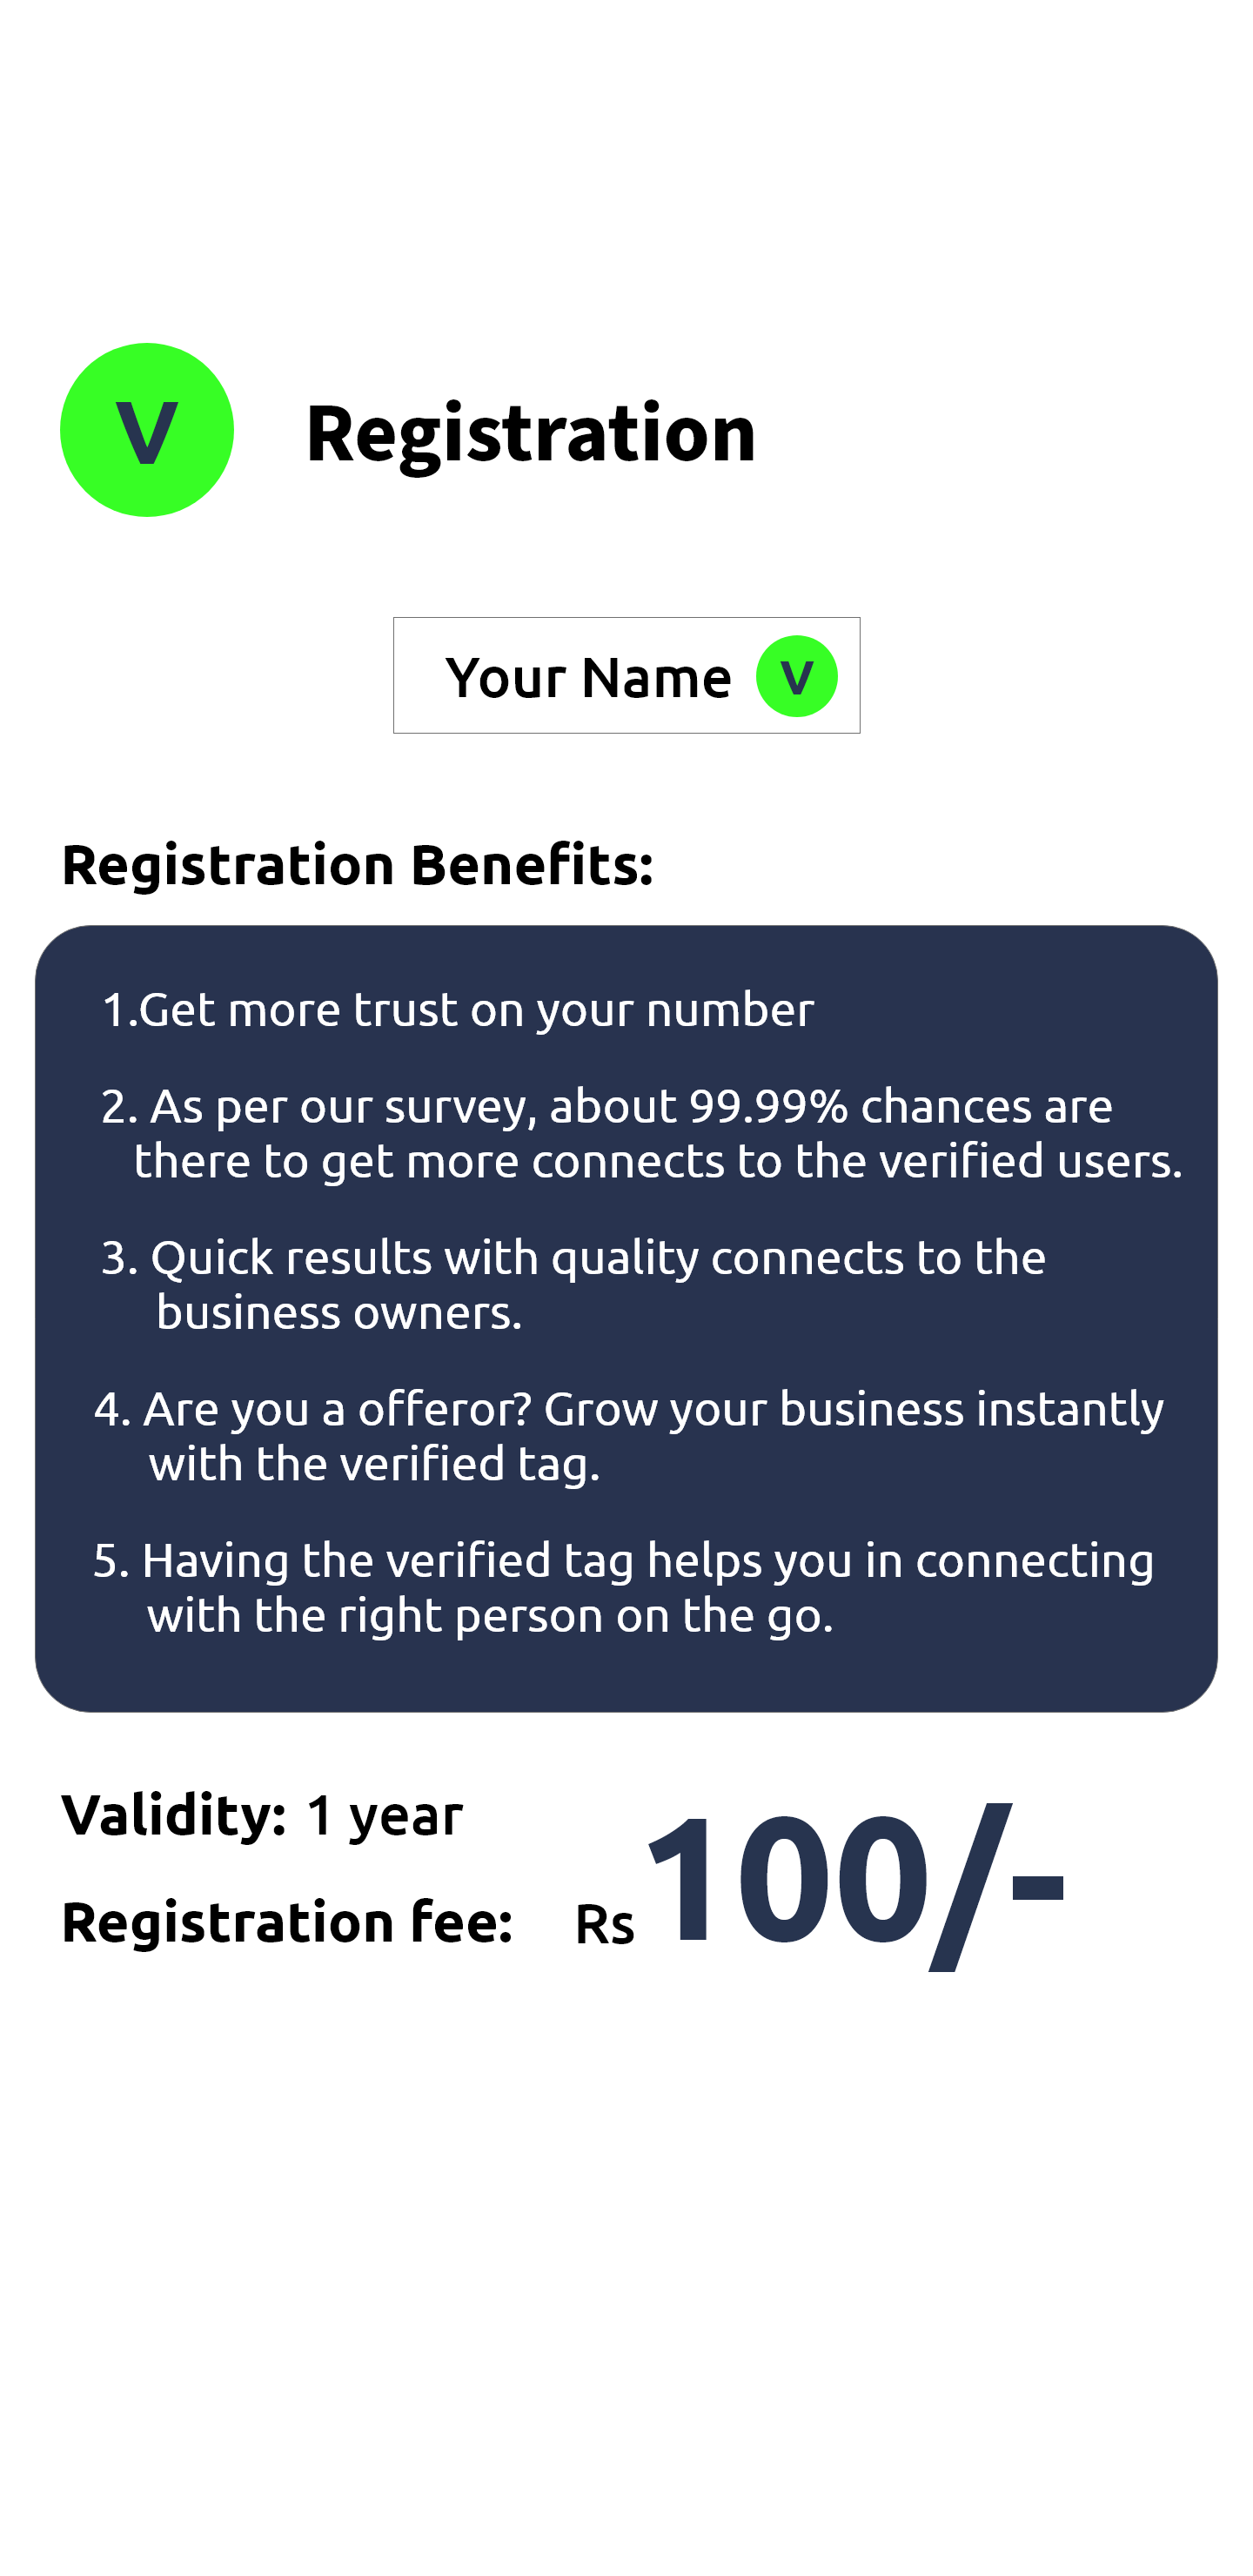 V
Registration
Your Name V
Registration Benefits:
1.Get more trust on your number
2. As per our survey, about 99.99% chances are
there to get more connects to the verified users.
3. Quick results with quality connects to the
business owners.
4. Are you a offeror? Grow your business instantly
with the verified tag.
5. Having the verified tag helps you in connecting
with the right person on the go.
Validity: 1 year
Registration fee: Rs 100/-